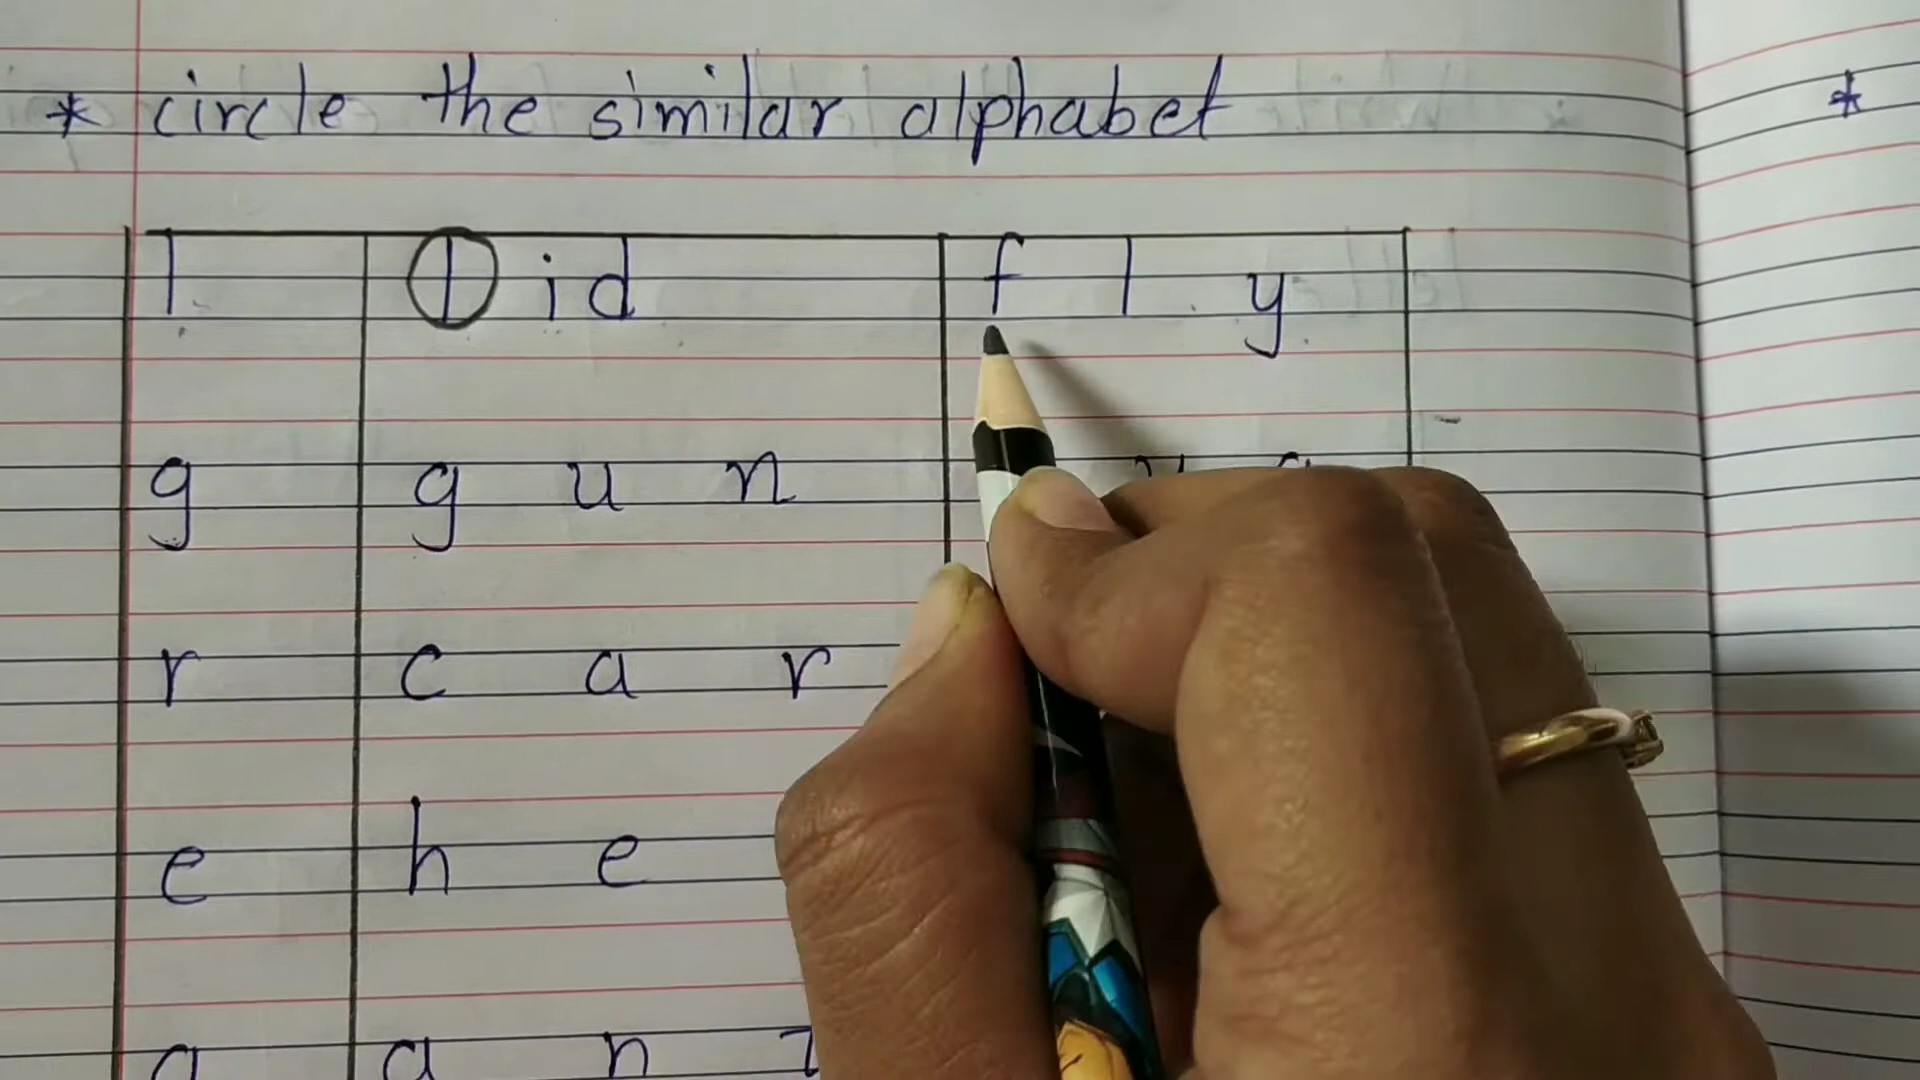 * circle the similar alphabet *
l l i d f l y
g g u n
r c a r
e h e
a a n